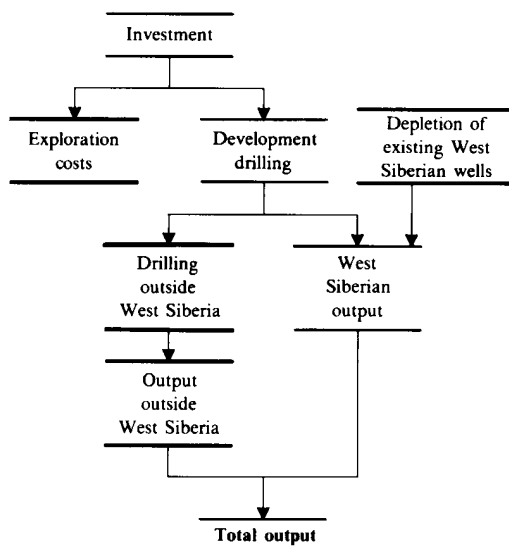 Investment
Exploration
costs
Development
drilling
Depletion of
existing West
Siberian wells
Drilling
outside
West Siberia
West
Siberian
output
Output
outside
West Siberia
Total output